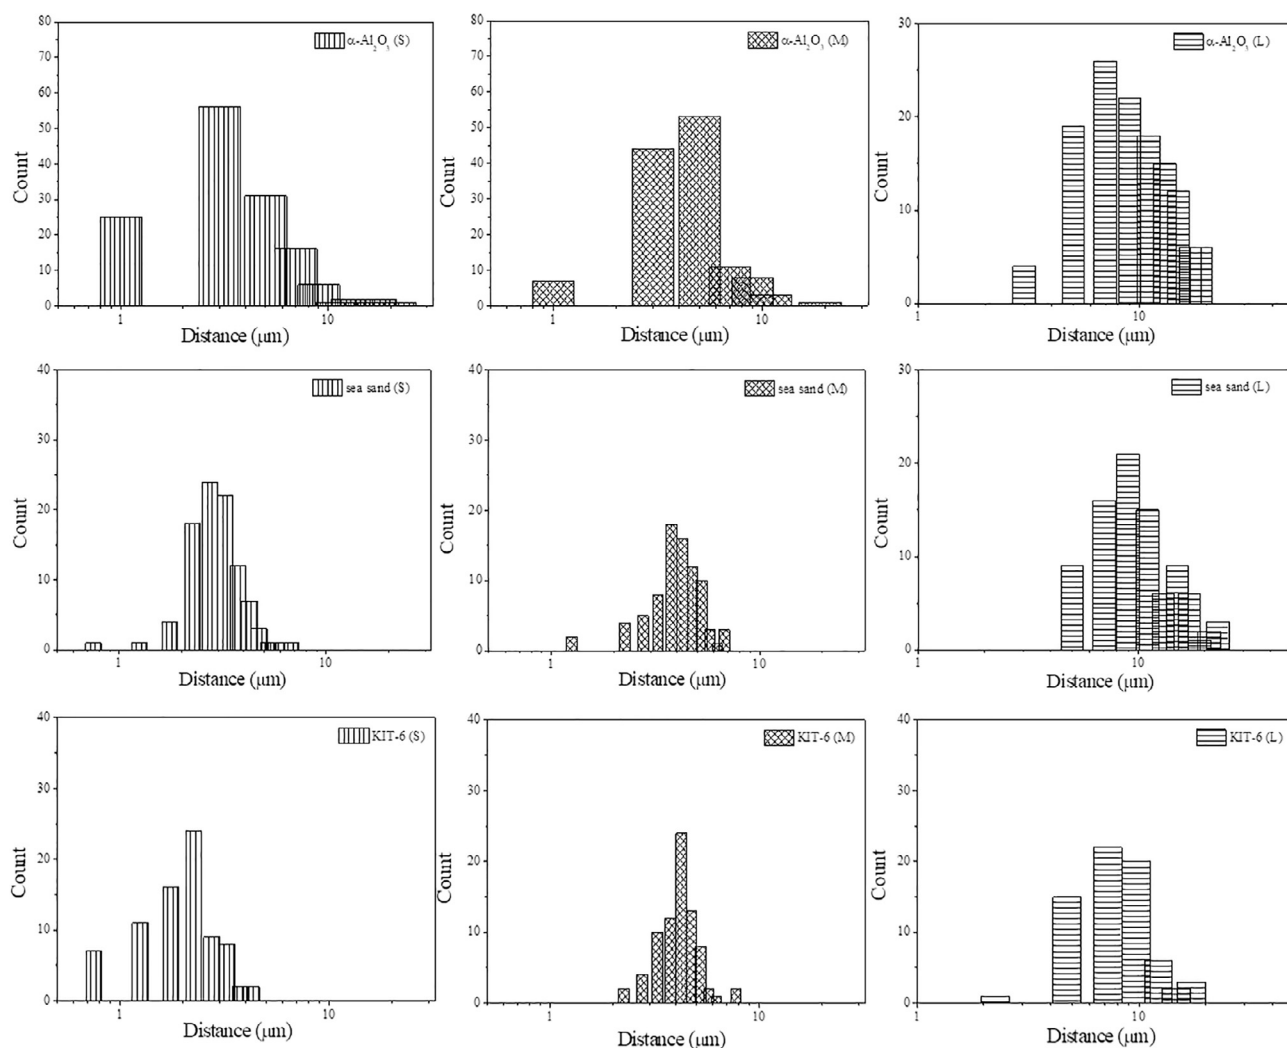 80
70
60
50
40
30
20
10
0
Count
α-Al₂O₃ (S)
1 10
Distance (μm)
80
70
60
50
40
30
20
10
0
Count
α-Al₂O₃ (M)
1 10
Distance (μm)
30
20
10
0
Count
α-Al₂O₃ (L)
1 10
Distance (μm)
40
30
20
10
0
Count
sea sand (S)
1 10
Distance (μm)
40
30
20
10
0
Count
sea sand (M)
1 10
Distance (μm)
30
20
10
0
Count
sea sand (L)
1 10
Distance (μm)
40
30
20
10
0
Count
KIT-6 (S)
1 10
Distance (μm)
40
30
20
10
0
Count
KIT-6 (M)
1 10
Distance (μm)
40
30
20
10
0
Count
KIT-6 (L)
1 10
Distance (μm)